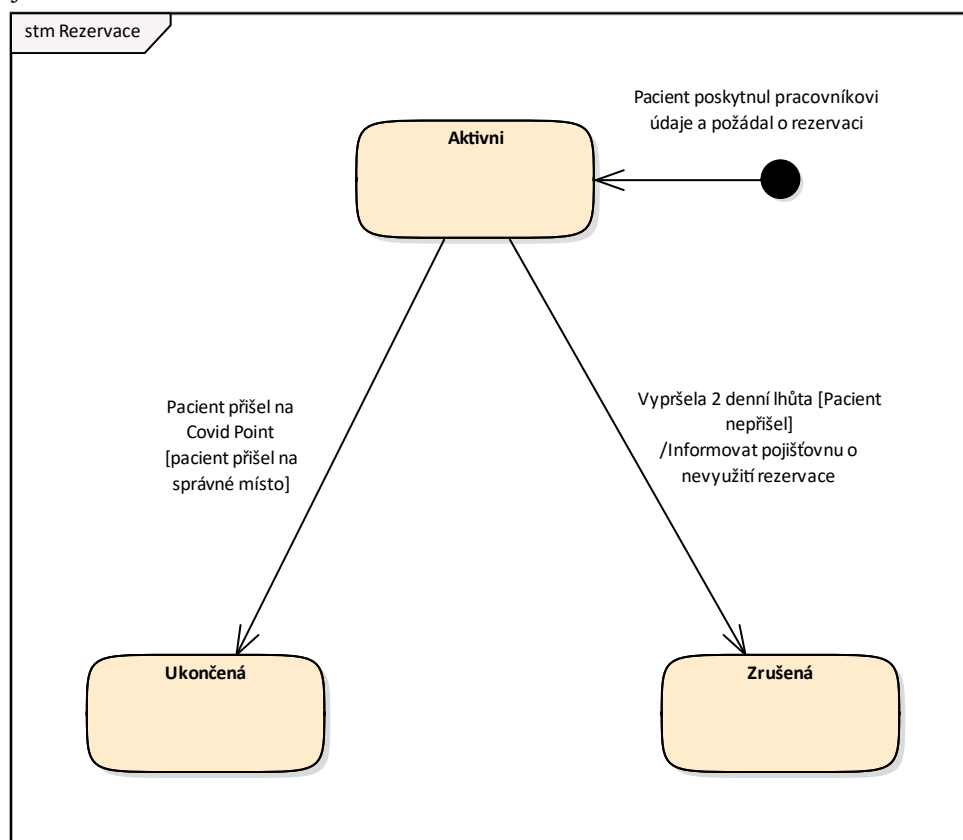 stm Rezervace
Pacient poskytnul pracovníkovi
údaje a požádal o rezervaci
Aktivni
Pacient přišel na
Covid Point
[pacient přišel na
správné místo]
Vypršela 2 denní lhůta [Pacient
nepřišel]
/Informovat pojišťovnu o
nevyužití rezervace
Ukončená
Zrušená